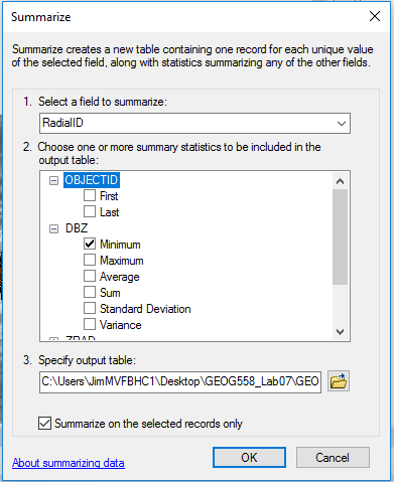 Summarize
Summarize creates a new table containing one record for each unique value
of the selected field, along with statistics summarizing any of the other fields.
1. Select a field to summarize:
RadialID
2. Choose one or more summary statistics to be included in the
output table:
OBJECTID
First
Last
DBZ
Minimum
Maximum
Average
Sum
Standard Deviation
Variance
3. Specify output table:
C:\Users\JimMVFBHC1\Desktop\GEOG558_Lab07\GEO
Summarize on the selected records only
About summarizing data
OK
Cancel